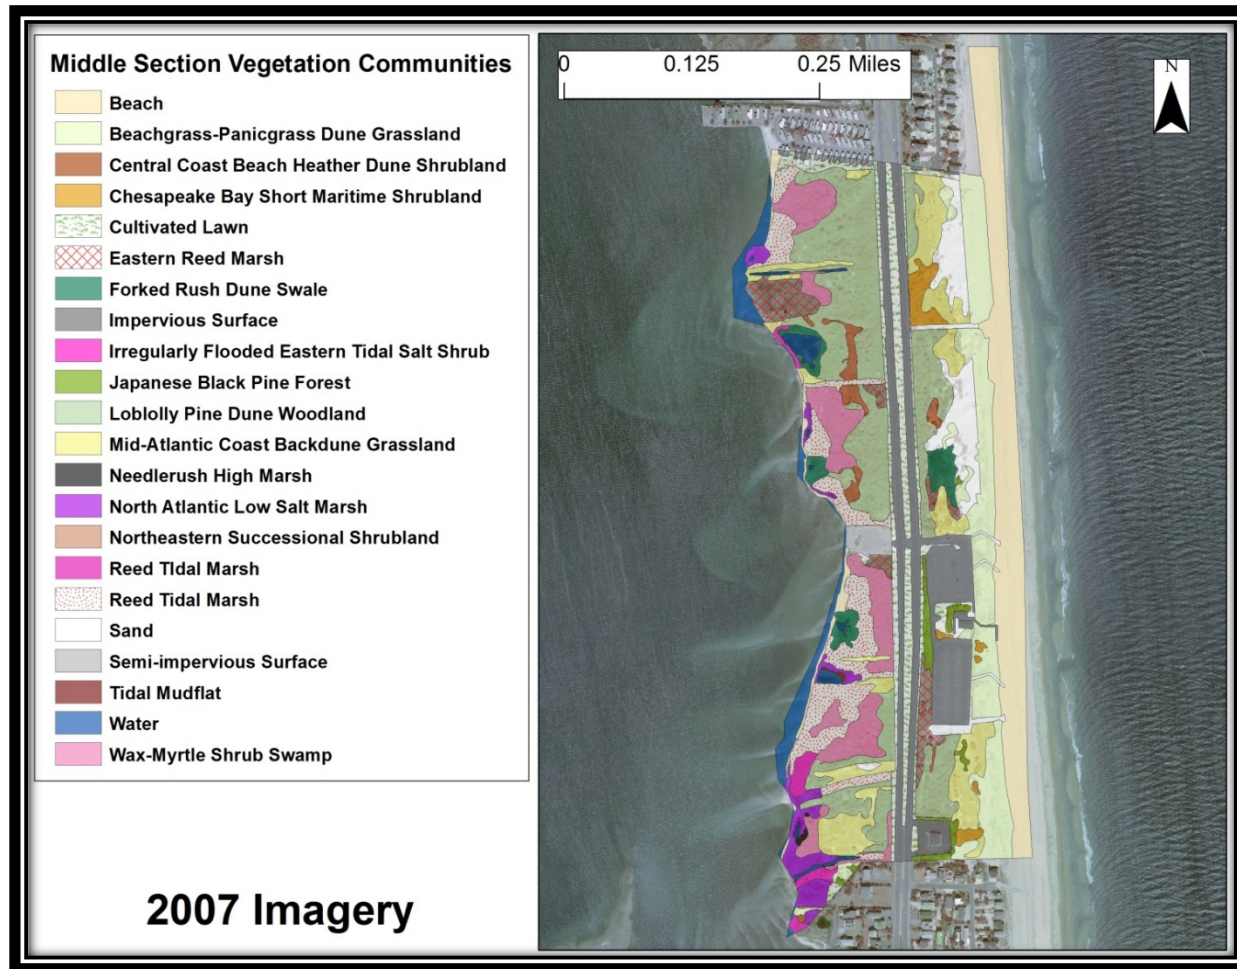 Middle Section Vegetation Communities
Beach
Beachgrass-Panicgrass Dune Grassland
Central Coast Beach Heather Dune Shrubland
Chesapeake Bay Short Maritime Shrubland
Cultivated Lawn
Eastern Reed Marsh
Forked Rush Dune Swale
Impervious Surface
Irregularly Flooded Eastern Tidal Salt Shrub
Japanese Black Pine Forest
Loblolly Pine Dune Woodland
Mid-Atlantic Coast Backdune Grassland
Needlerush High Marsh
North Atlantic Low Salt Marsh
Northeastern Successional Shrubland
Reed TIdal Marsh
Reed Tidal Marsh
Sand
Semi-impervious Surface
Tidal Mudflat
Water
Wax-Myrtle Shrub Swamp
2007 Imagery
0 0.125 0.25 Miles
N